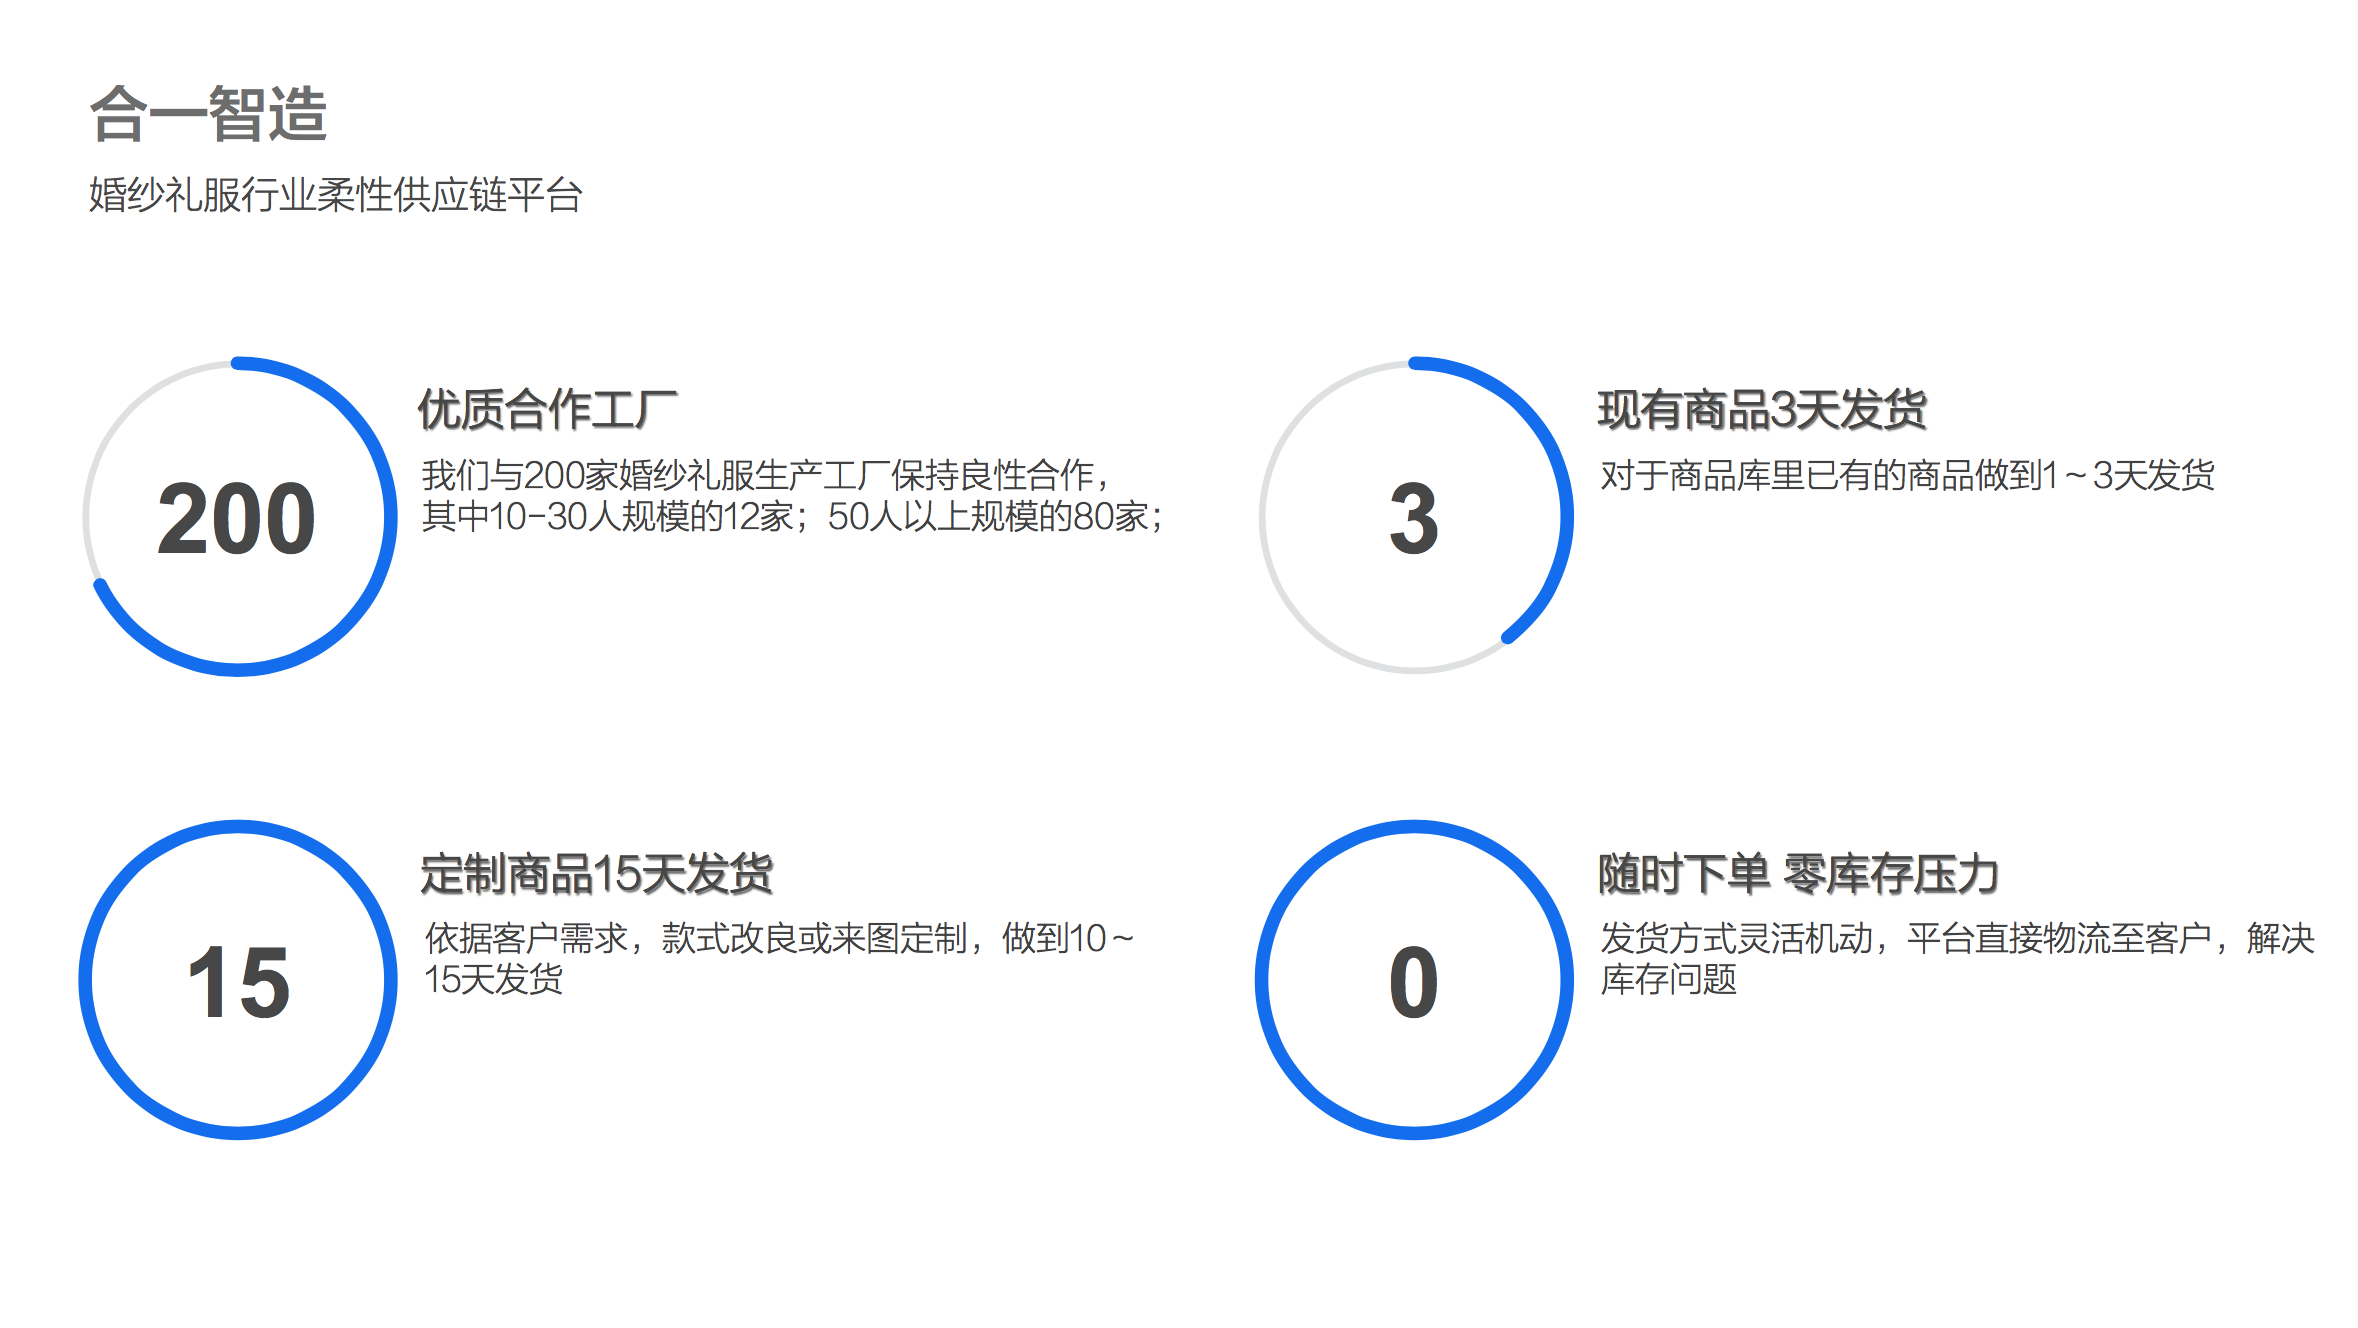 合一智造
婚纱礼服行业柔性供应链平台
200
优质合作工厂
我们与200家婚纱礼服生产工厂保持良性合作，
其中10-30人规模的12家；50人以上规模的80家；
3
现有商品3天发货
对于商品库里已有的商品做到1~3天发货
15
定制商品15天发货
依据客户需求，款式改良或来图定制，做到10~
15天发货
0
随时下单 零库存压力
发货方式灵活机动，平台直接物流至客户，解决
库存问题